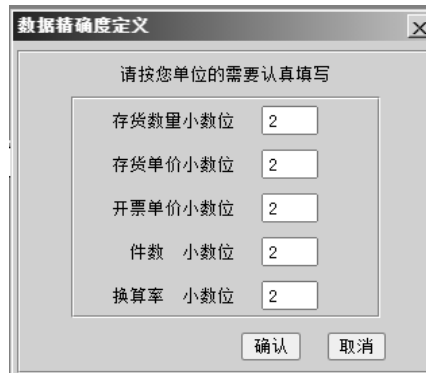 数据精确度定义
请按您单位的需要认真填写
存货数量小数位 2
存货单价小数位 2
开票单价小数位 2
件数 小数位 2
换算率 小数位 2
确认 取消